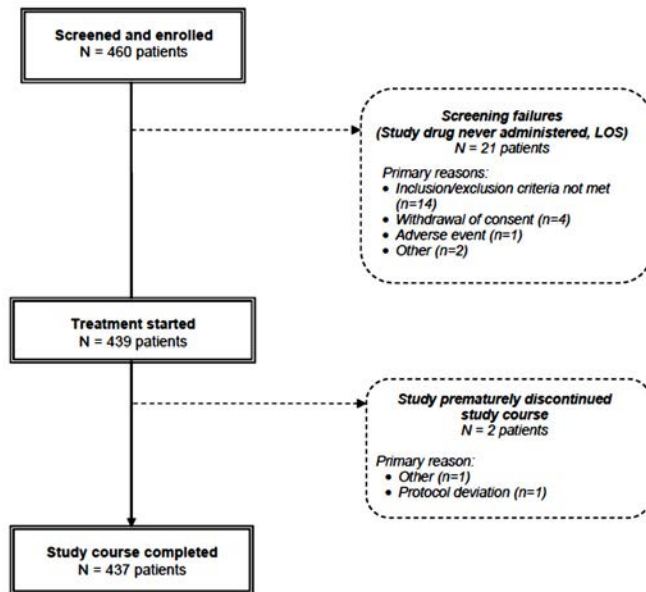 Screened and enrolled
N = 460 patients
Screening failures
(Study drug never administered, LOS)
N = 21 patients
Primary reasons:
• Inclusion/exclusion criteria not met
(n=14)
• Withdrawal of consent (n=4)
• Adverse event (n=1)
• Other (n=2)
Treatment started
N = 439 patients
Study prematurely discontinued
study course
N = 2 patients
Primary reason:
• Other (n=1)
• Protocol deviation (n=1)
Study course completed
N = 437 patients